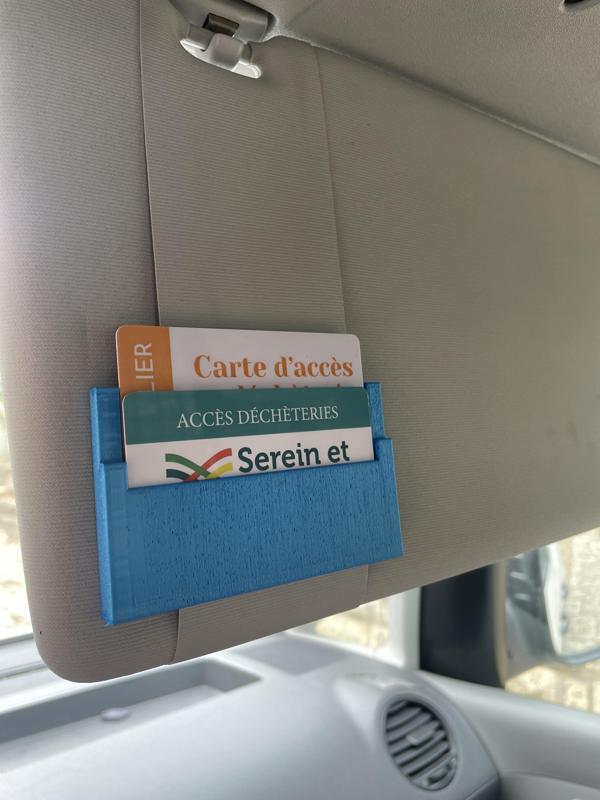 LIER
Carte d'accès
ACCÈS DÉCHÈTERIES
Serein et